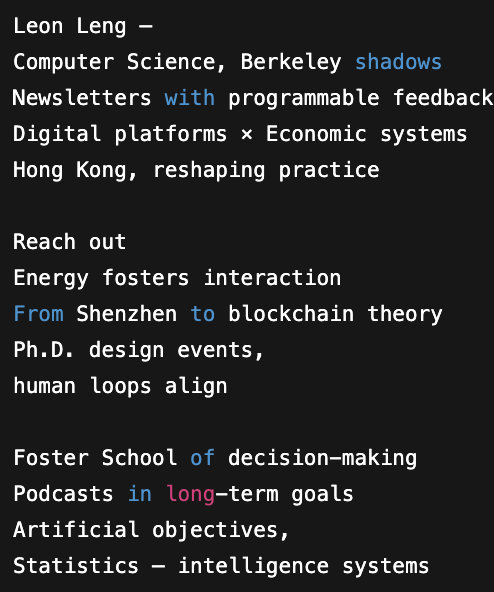 Leon Leng —
Computer Science, Berkeley shadows
Newsletters with programmable feedback
Digital platforms × Economic systems
Hong Kong, reshaping practice

Reach out
Energy fosters interaction
From Shenzhen to blockchain theory
Ph.D. design events,
human loops align

Foster School of decision-making
Podcasts in long-term goals
Artificial objectives,
Statistics — intelligence systems